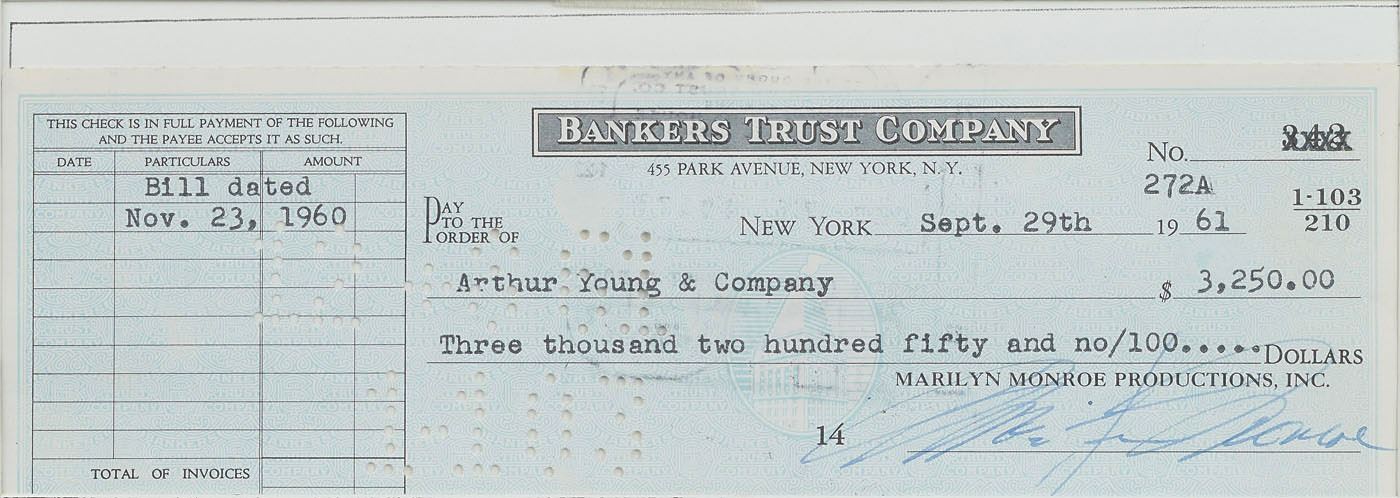 THIS CHECK IS IN FULL PAYMENT OF THE FOLLOWING
AND THE PAYEE ACCEPTS IT AS SUCH.
DATE PARTICULARS AMOUNT
Bill dated
Nov. 23, 1960
TOTAL OF INVOICES
BANKERS TRUST COMPANY
455 PARK AVENUE, NEW YORK, N. Y.
No.
272A
1-103
210
PAY
TO THE
ORDER OF
NEW YORK Sept. 29th 19 61
Arthur Young & Company $ 3,250.00
Three thousand two hundred fifty and no/100..... DOLLARS
MARILYN MONROE PRODUCTIONS, INC.
14
Marilyn Monroe